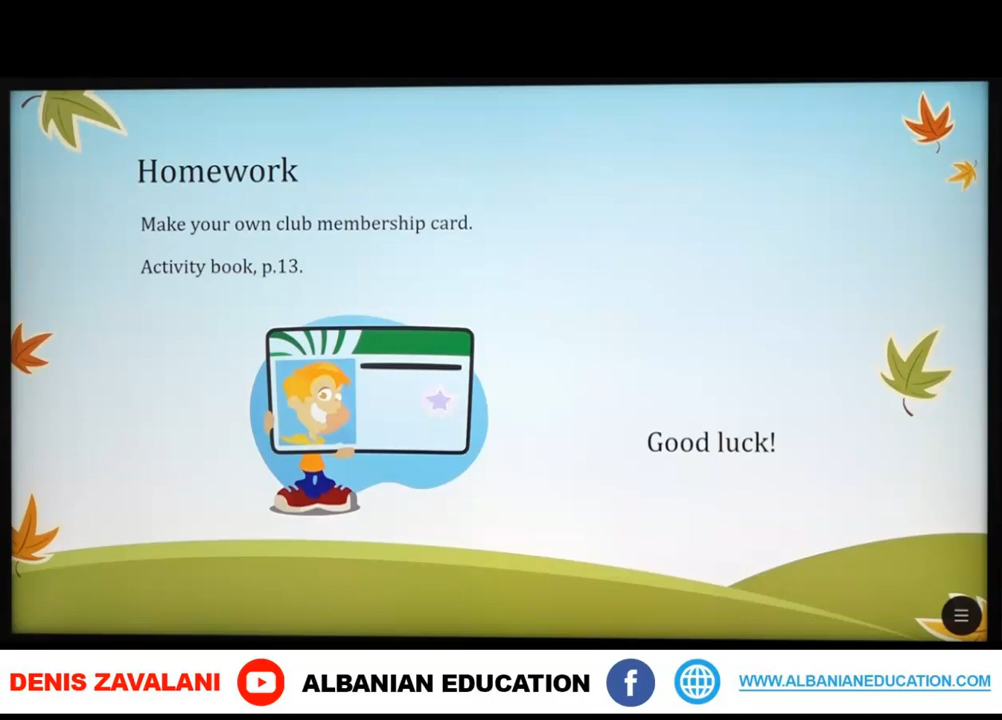 Homework
Make your own club membership card.
Activity book, p.13.
Good luck!
DENIS ZAVALANI
ALBANIAN EDUCATION
WWW.ALBANIANEDUCATION.COM